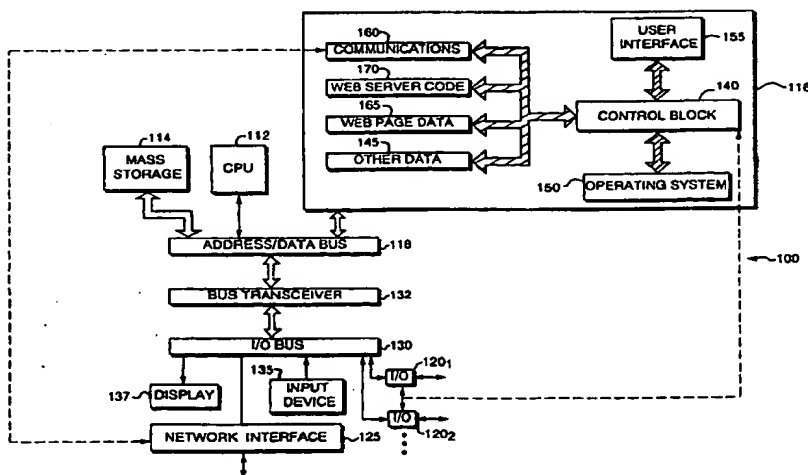 160
COMMUNICATIONS
170
WEB SERVER CODE
165
WEB PAGE DATA
145
OTHER DATA
USER
INTERFACE
155
140
CONTROL BLOCK
116
150
OPERATING SYSTEM
114
MASS
STORAGE
112
CPU
ADDRESS/DATA BUS
118
100
BUS TRANSCEIVER
132
I/O BUS
130
137
DISPLAY
135
INPUT
DEVICE
I/O
120₁
I/O
120₂
NETWORK INTERFACE
125